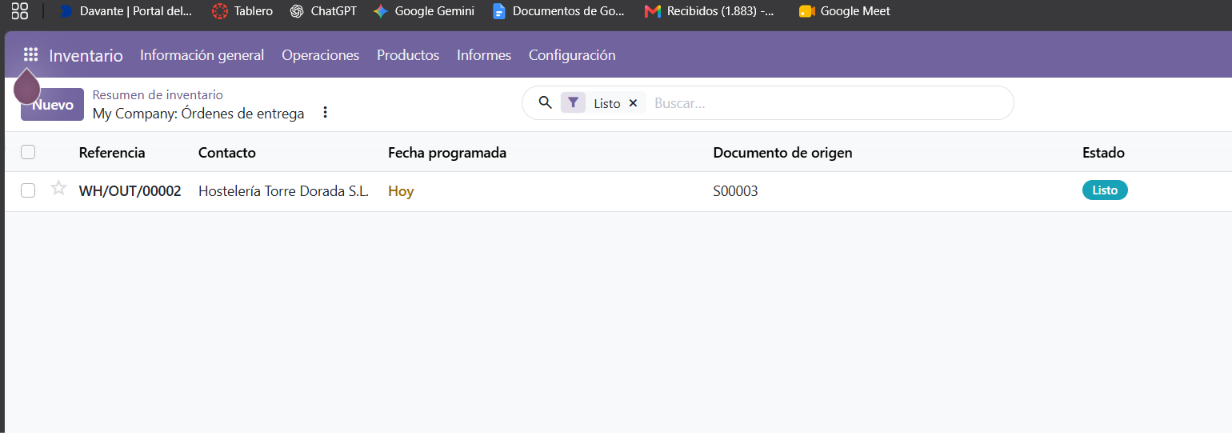 Davante | Portal del... Tablero ChatGPT Google Gemini Documentos de Go... Recibidos (1.883) -... Google Meet
Inventario Información general Operaciones Productos Informes Configuración
Nuevo Resumen de inventario
My Company: Órdenes de entrega
Listo × Buscar...
Referencia Contacto Fecha programada Documento de origen Estado
WH/OUT/00002 Hostelería Torre Dorada S.L. Hoy S00003 Listo